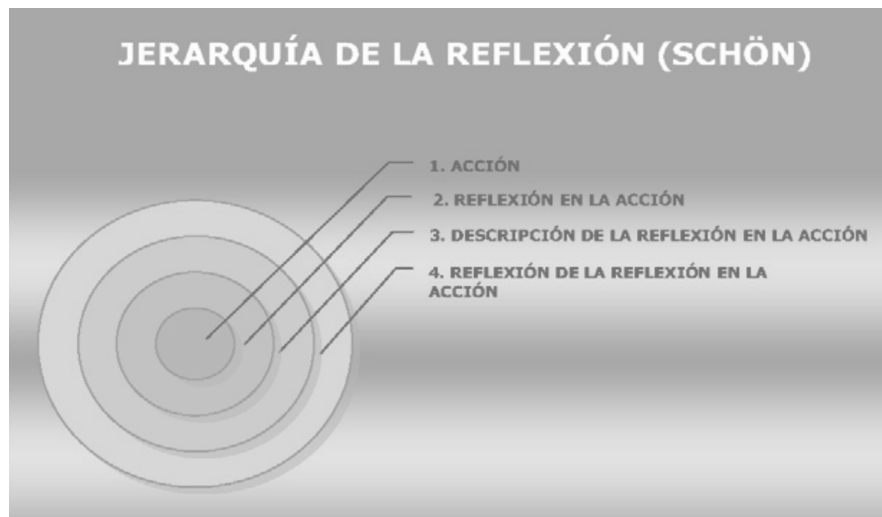 JERARQUÍA DE LA REFLEXIÓN (SCHÖN)
1. ACCIÓN
2. REFLEXIÓN EN LA ACCIÓN
3. DESCRIPCIÓN DE LA REFLEXIÓN EN LA ACCIÓN
4. REFLEXIÓN DE LA REFLEXIÓN EN LA
ACCIÓN